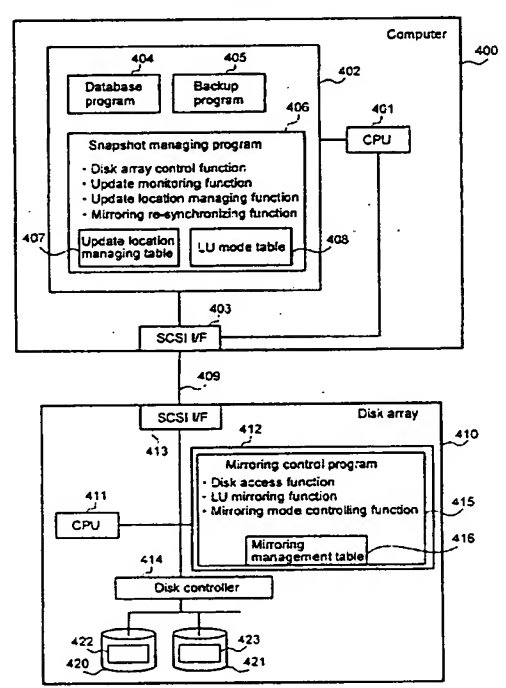 Computer
400
404
405
402
Database
program
Backup
program
401
CPU
406
Snapshot managing program
· Disk array control function
· Update monitoring function
· Update location managing function
· Mirroring re-synchronizing function
407
Update location
managing table
LU mode table
408
403
SCSI I/F
409
SCSI I/F
Disk array
413
412
410
Mirroring control program
· Disk access function
· LU mirroring function
· Mirroring mode controlling function
415
411
CPU
Mirroring
management table
416
414
Disk controller
422
423
420
421